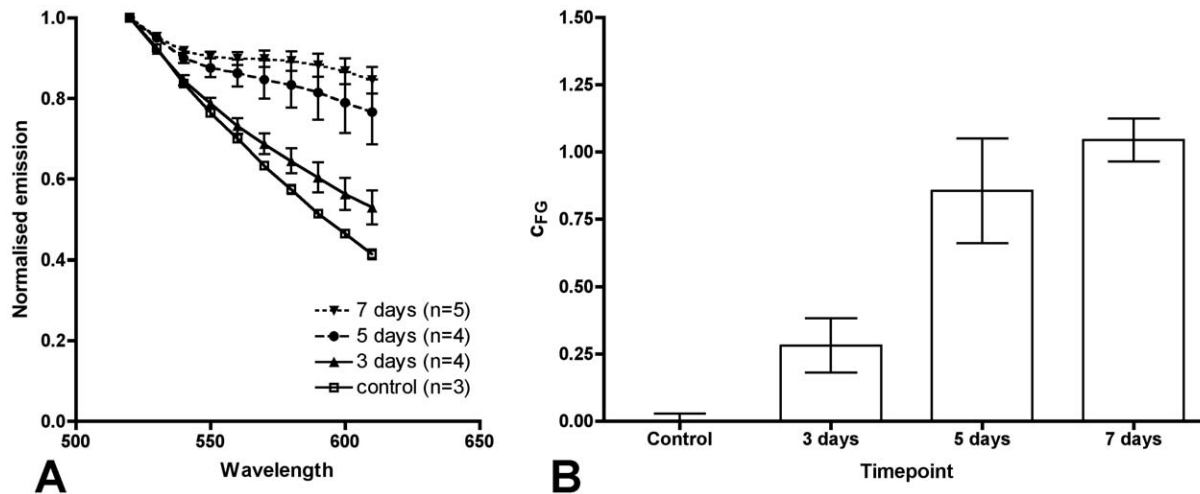 1.0
0.8
0.6
0.4
0.2
0.0
Normalised emission
7 days (n=5)
5 days (n=4)
3 days (n=4)
control (n=3)
500 550 600 650
Wavelength
A
1.50
1.25
1.00
0.75
0.50
0.25
0.00
cFG
Control 3 days 5 days 7 days
Timepoint
B